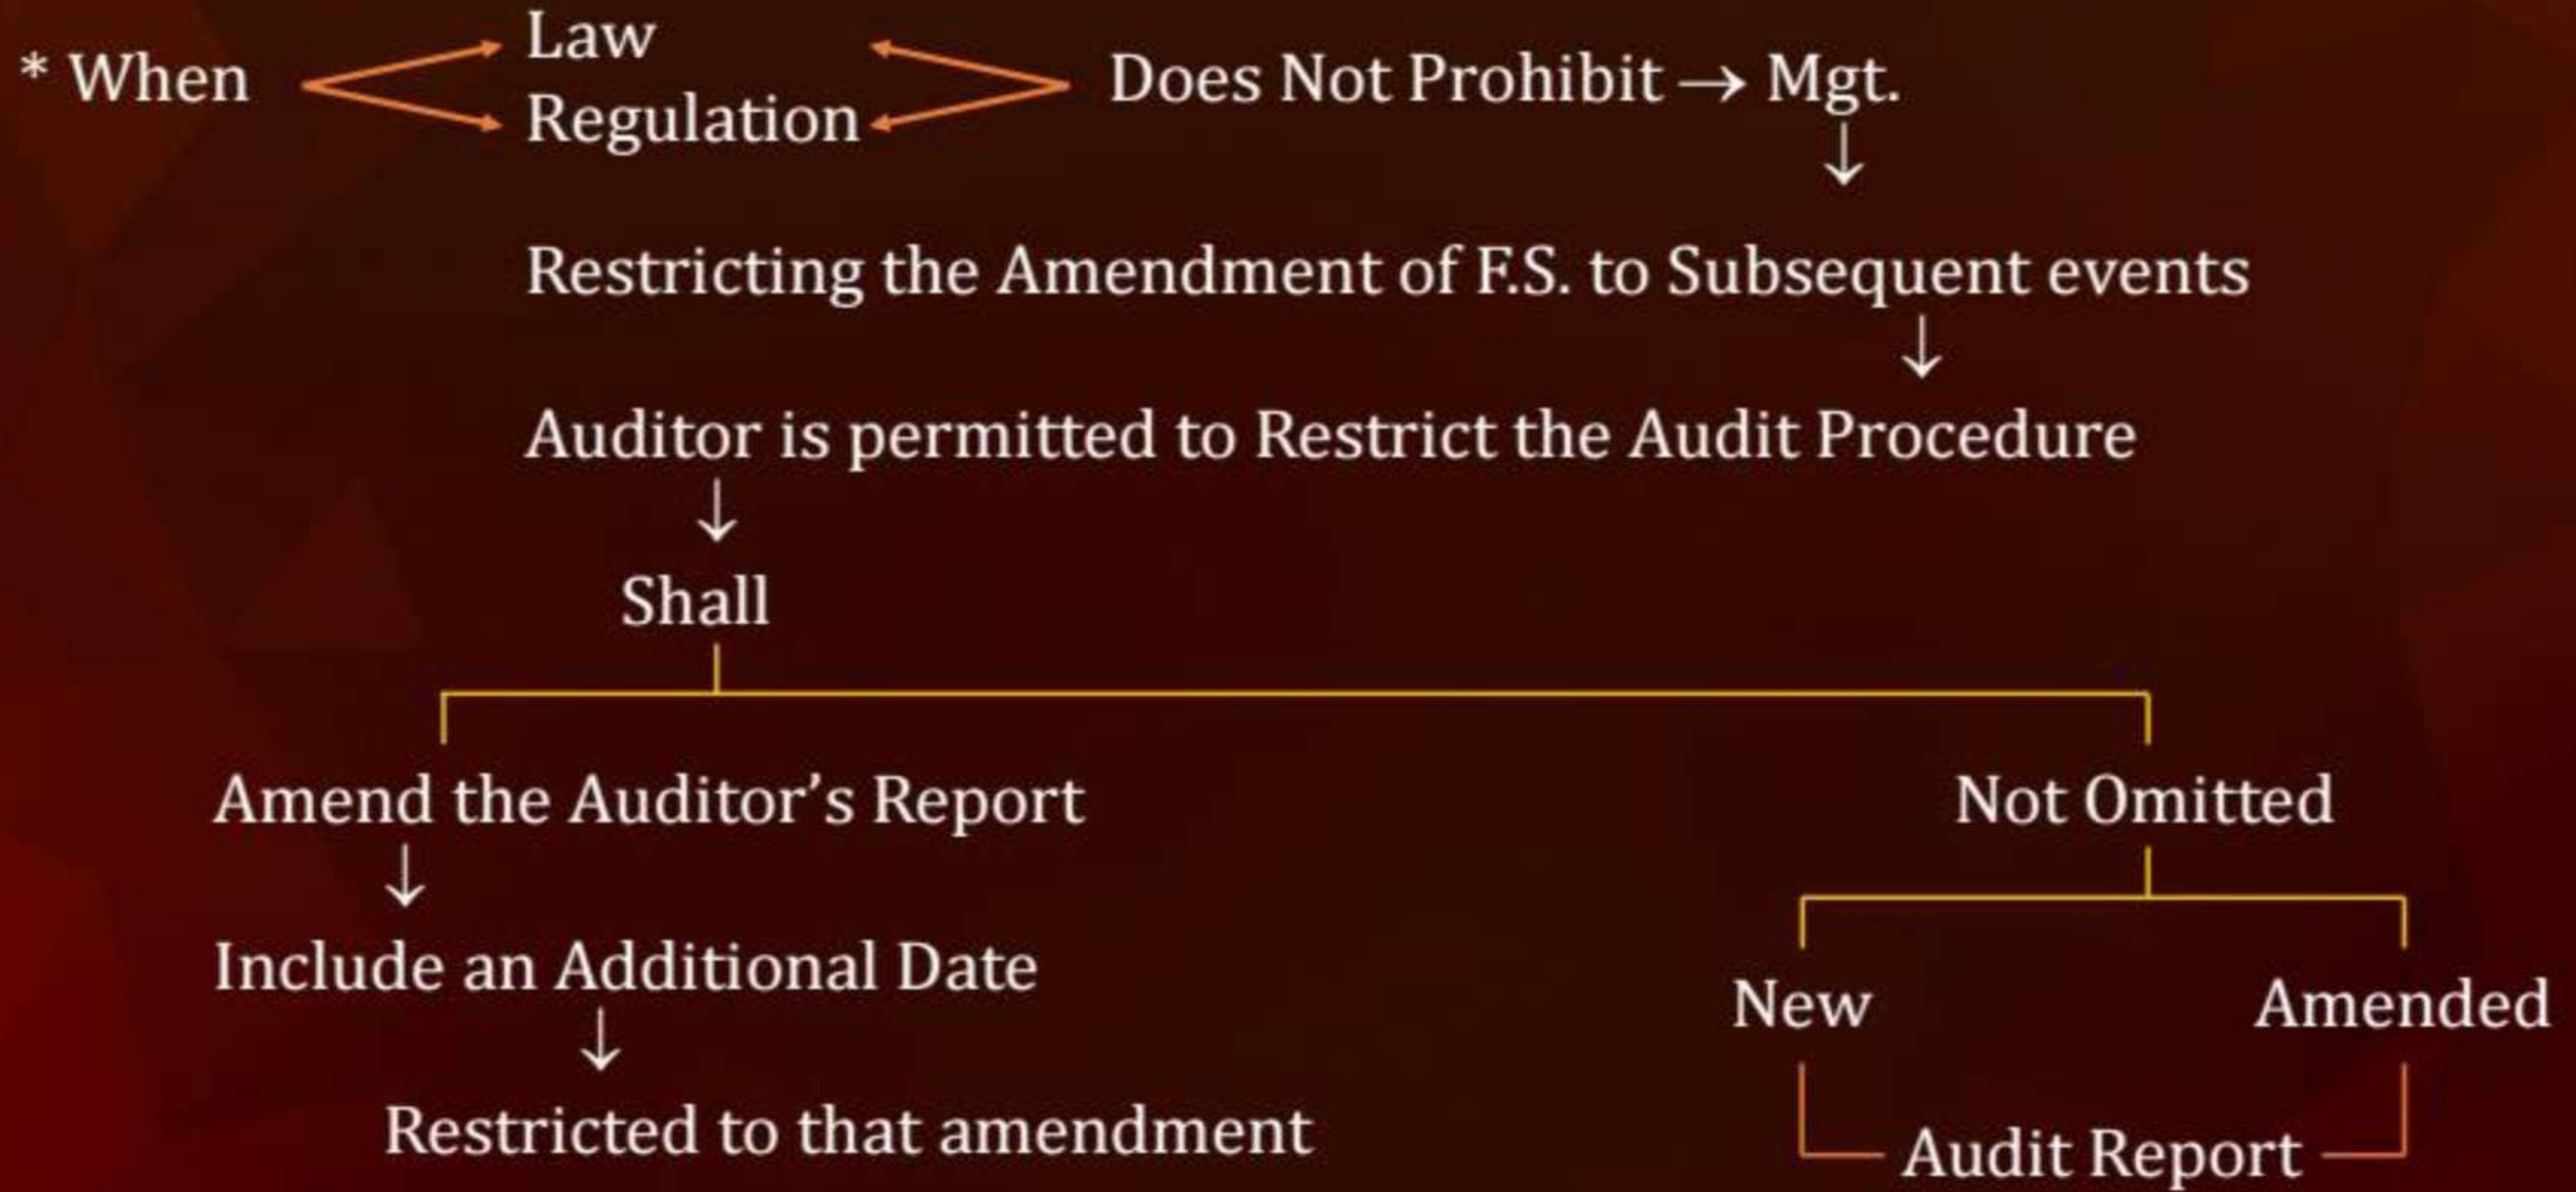 * When
Law
Regulation
Does Not Prohibit → Mgt.
Restricting the Amendment of F.S. to Subsequent events
Auditor is permitted to Restrict the Audit Procedure
Shall
Amend the Auditor’s Report
Not Omitted
Include an Additional Date
New
Amended
Restricted to that amendment
Audit Report